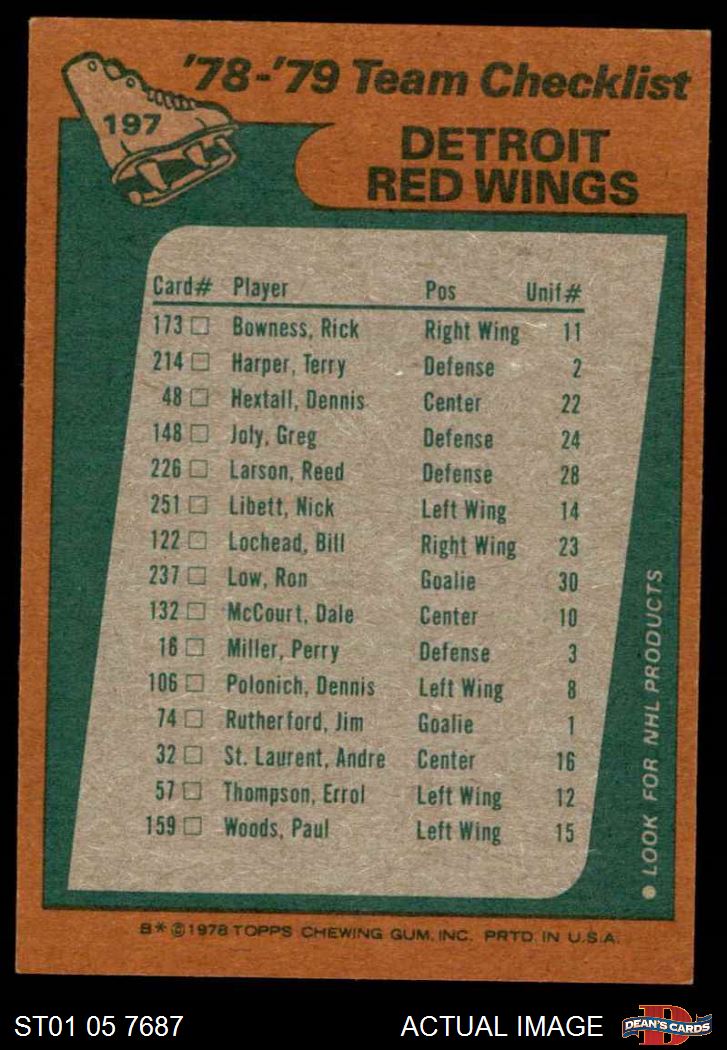 '78-'79 Team Checklist
197
DETROIT
RED WINGS
Card# Player Pos Unif#
173 Bowness, Rick Right Wing 11
214 Harper, Terry Defense 2
48 Hextall, Dennis Center 22
148 Joly, Greg Defense 24
226 Larson, Reed Defense 28
251 Libett, Nick Left Wing 14
122 Lochead, Bill Right Wing 23
237 Low, Ron Goalie 30
132 McCourt, Dale Center 10
16 Miller, Perry Defense 3
106 Polonich, Dennis Left Wing 8
74 Rutherford, Jim Goalie 1
32 St. Laurent, Andre Center 16
57 Thompson, Errol Left Wing 12
159 Woods, Paul Left Wing 15
● LOOK FOR NHL PRODUCTS
B* ©1978 TOPPS CHEWING GUM, INC. PRTD. IN U.S.A.
ST01 05 7687 ACTUAL IMAGE
D
DEAN'S CARDS